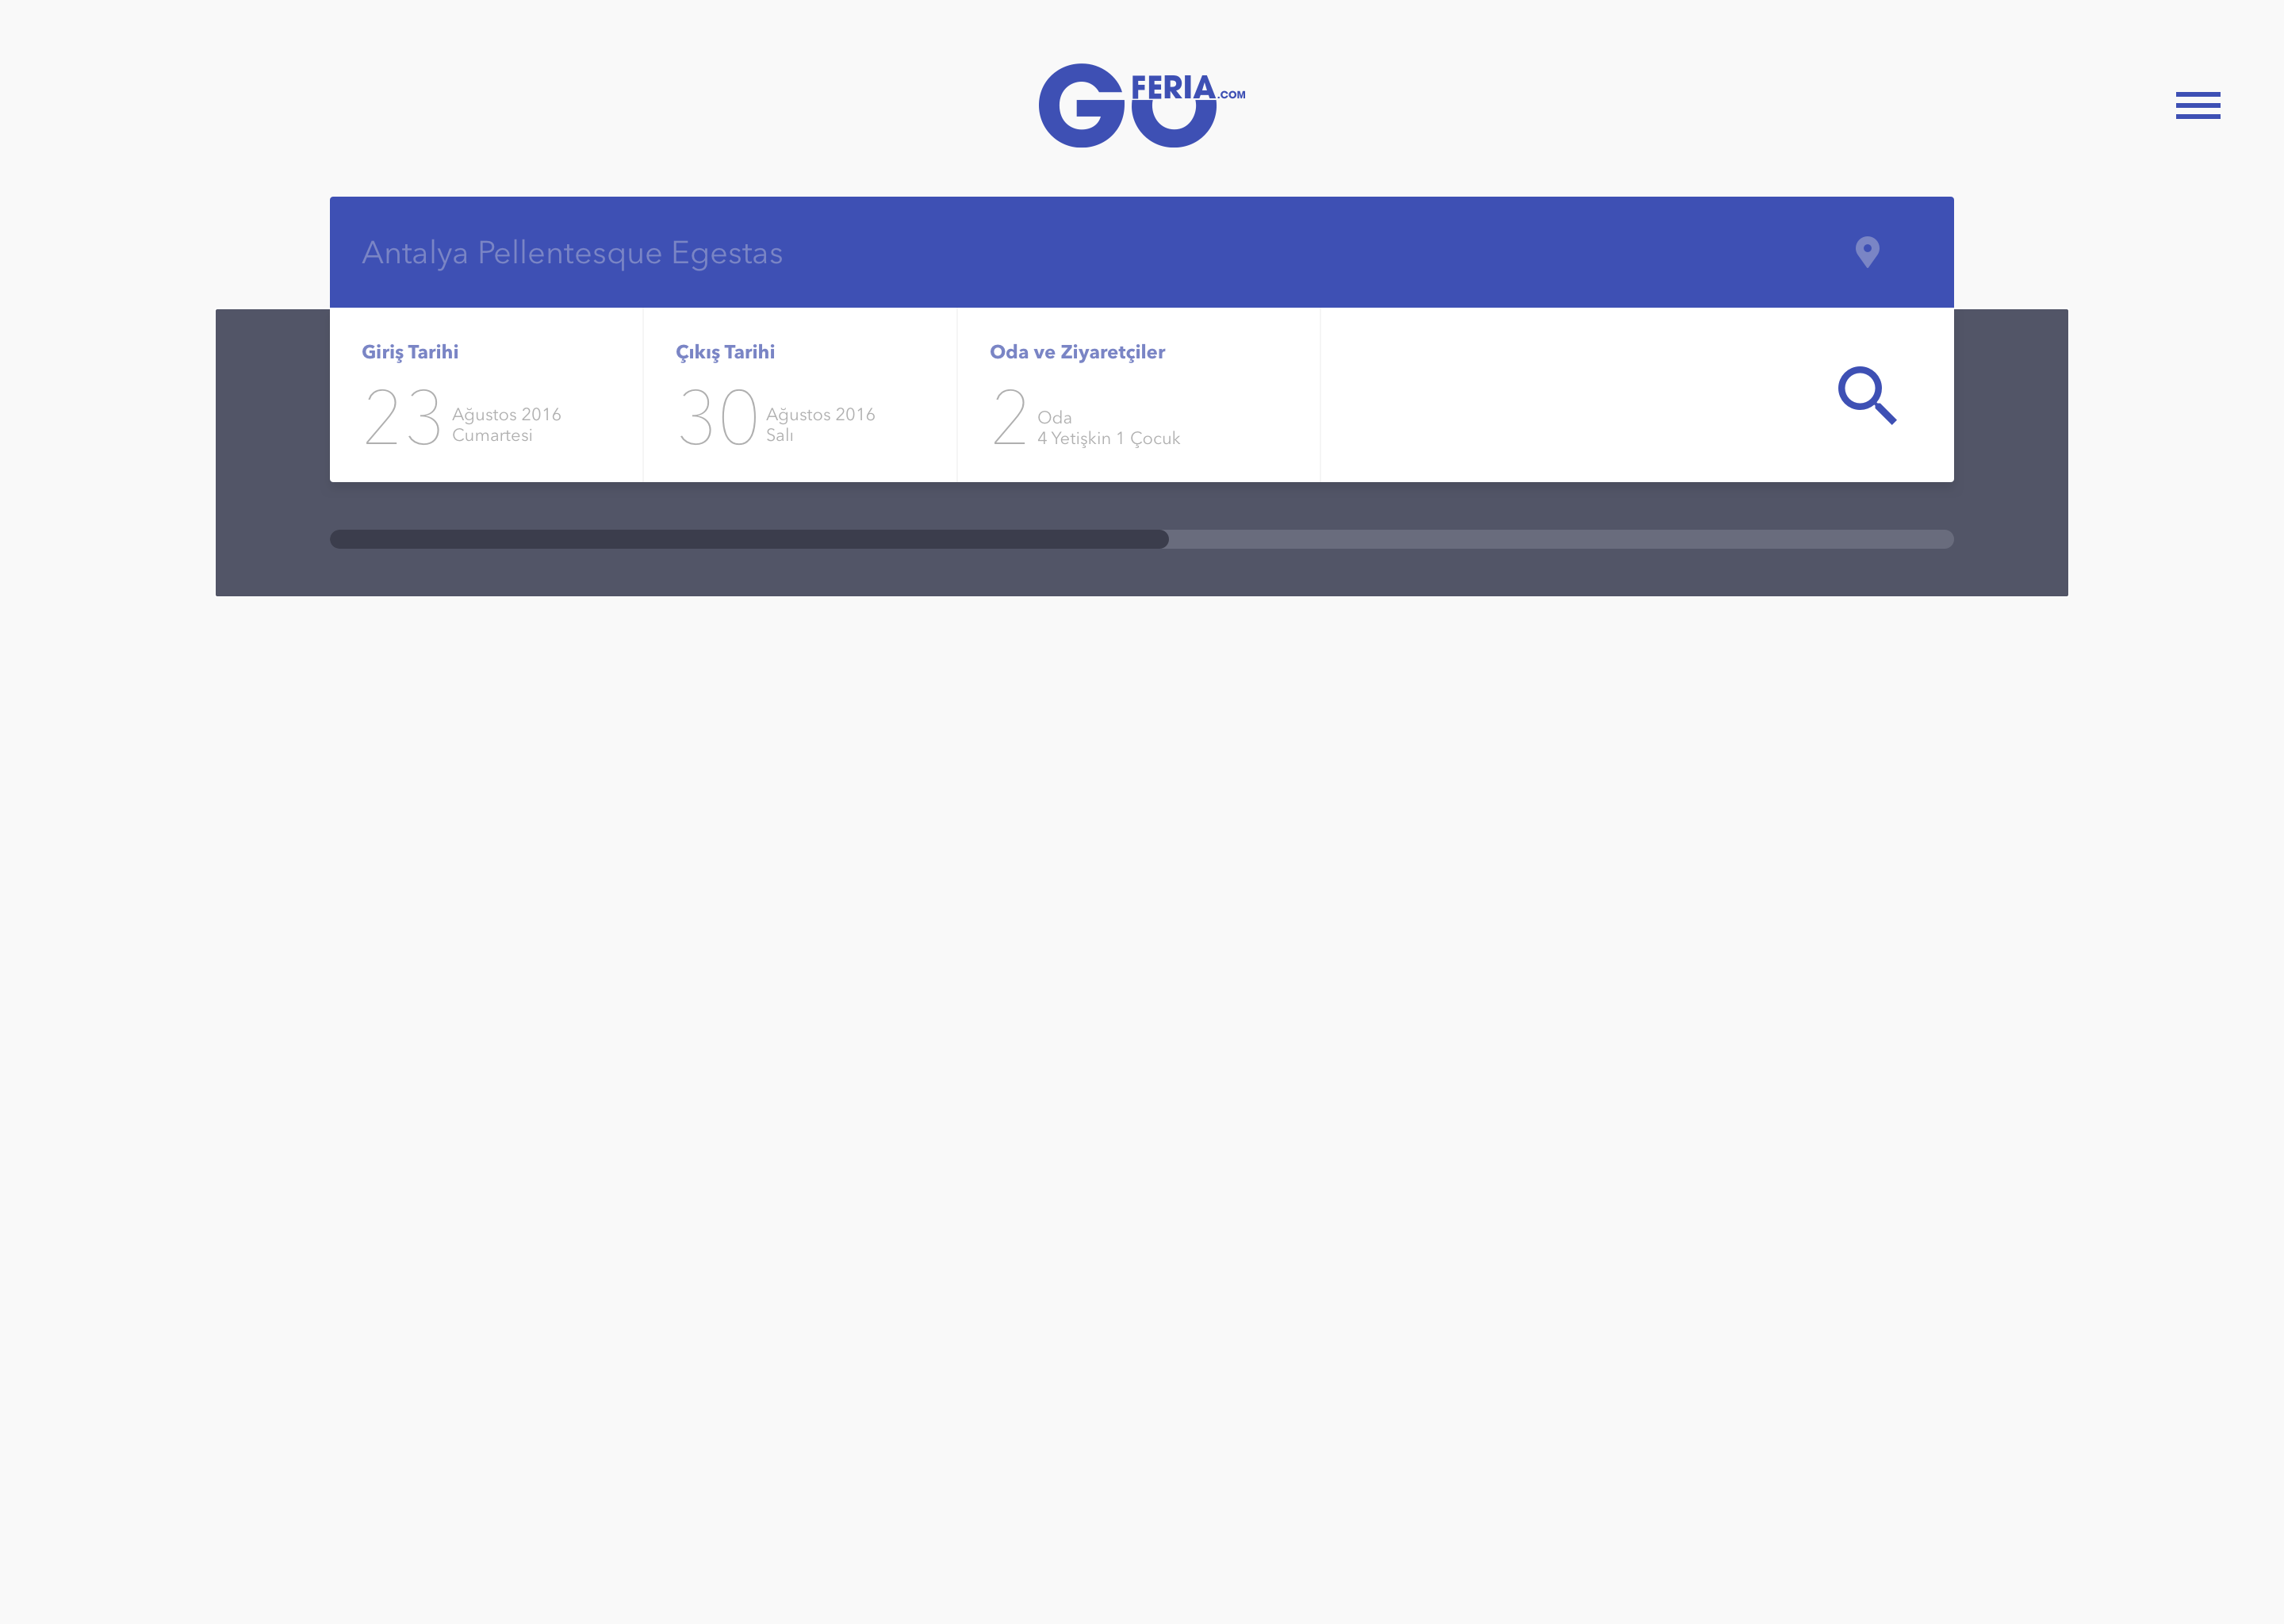 GO FERIA.COM
Antalya Pellentesque Egestas
Giriş Tarihi
23 Ağustos 2016
Cumartesi
Çıkış Tarihi
30 Ağustos 2016
Salı
Oda ve Ziyaretçiler
2 Oda
4 Yetişkin 1 Çocuk